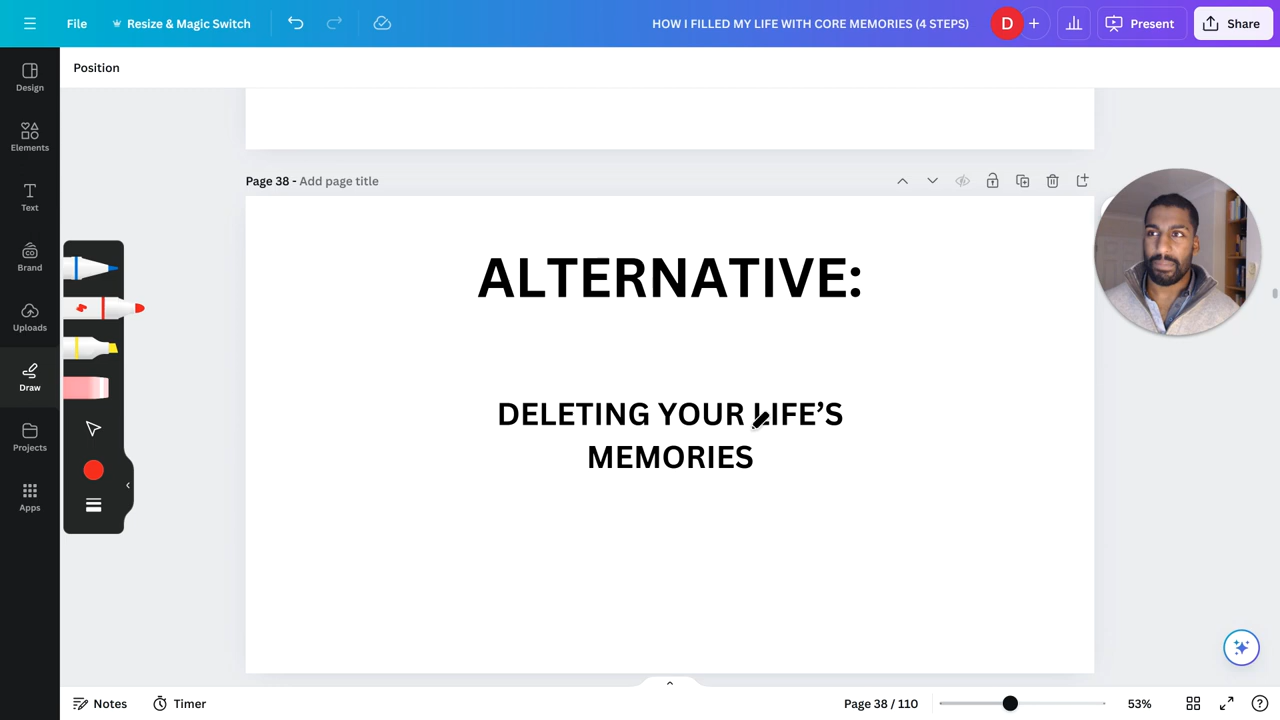 File
Resize & Magic Switch
HOW I FILLED MY LIFE WITH CORE MEMORIES (4 STEPS)
D
+
Present
Share
Position
Design
Elements
Text
Brand
Uploads
Draw
Projects
Apps
Page 38 - Add page title
ALTERNATIVE:
DELETING YOUR LIFE’S
MEMORIES
Notes
Timer
Page 38 / 110
53%